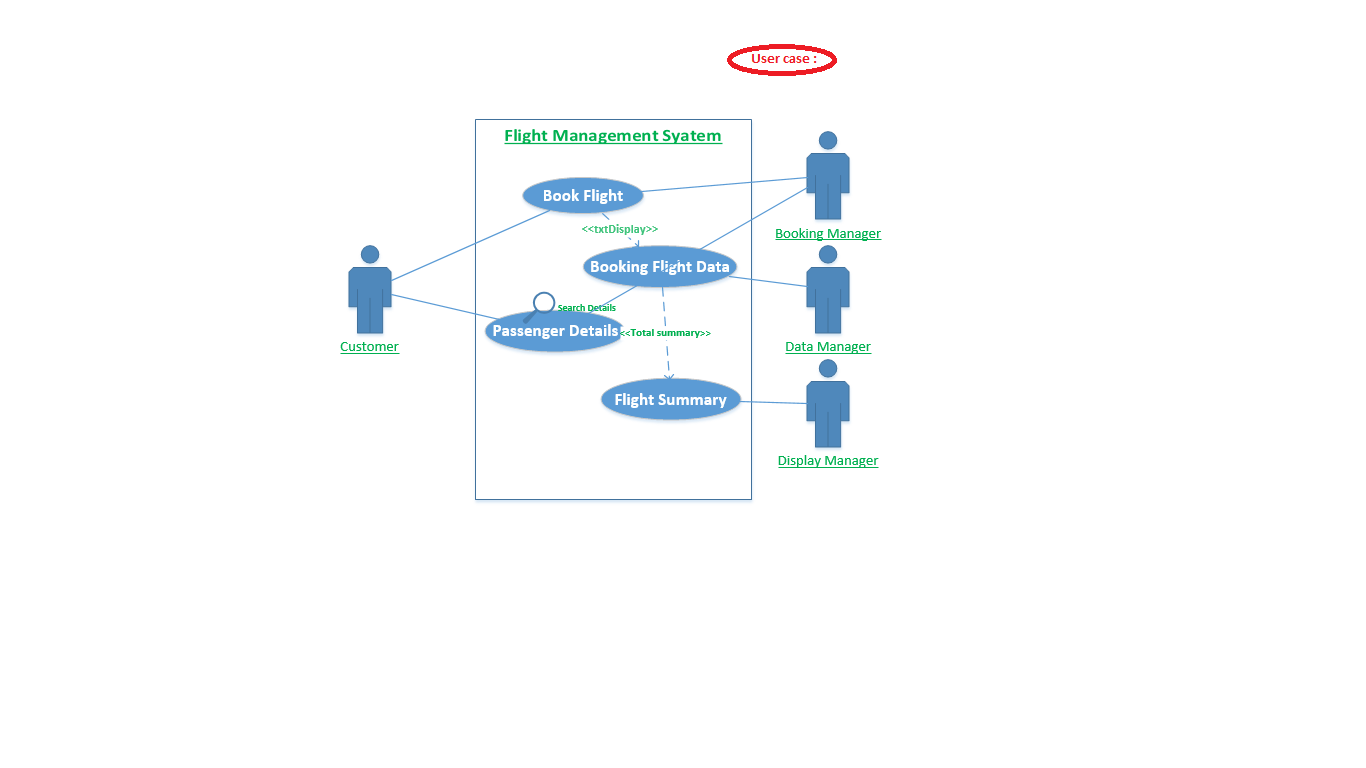 User case :
Flight Management Syatem
Book Flight
<<txtDisplay>>
Booking Manager
Booking Flight Data
Search Details
Passenger Details
<<Total summary>>
Customer
Data Manager
Flight Summary
Display Manager